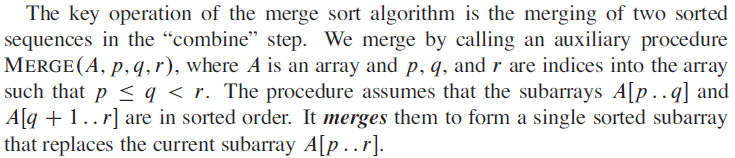 The key operation of the merge sort algorithm is the merging of two sorted
sequences in the “combine” step. We merge by calling an auxiliary procedure
MERGE(A, p, q, r), where A is an array and p, q, and r are indices into the array
such that p ≤ q < r. The procedure assumes that the subarrays A[p..q] and
A[q + 1..r] are in sorted order. It merges them to form a single sorted subarray
that replaces the current subarray A[p..r].